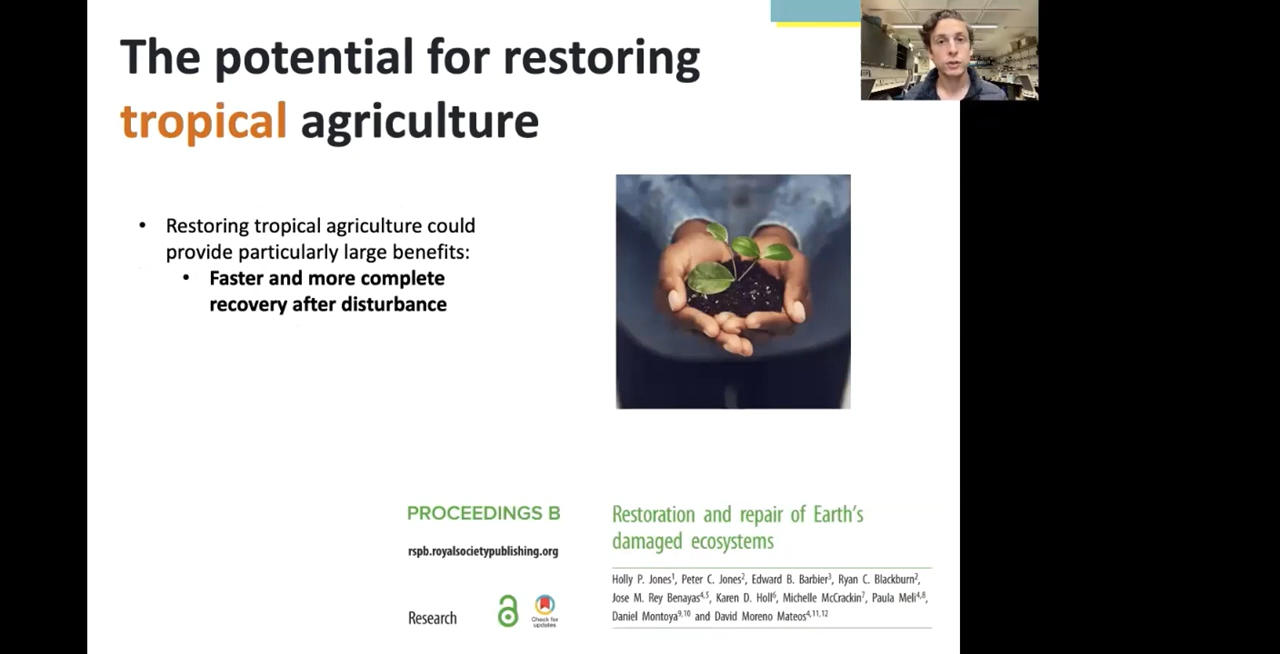 The potential for restoring
tropical agriculture
• Restoring tropical agriculture could
provide particularly large benefits:
• Faster and more complete
recovery after disturbance
PROCEEDINGS B
rspb.royalsocietypublishing.org
Research
Check for
updates
Restoration and repair of Earth's
damaged ecosystems
Holly P. Jones1, Peter C. Jones2, Edward B. Barbier3, Ryan C. Blackburn2,
Jose M. Rey Benayas4,5, Karen D. Holl6, Michelle McCrackin7, Paula Meli4,8,
Daniel Montoya9,10 and David Moreno Mateos4,11,12